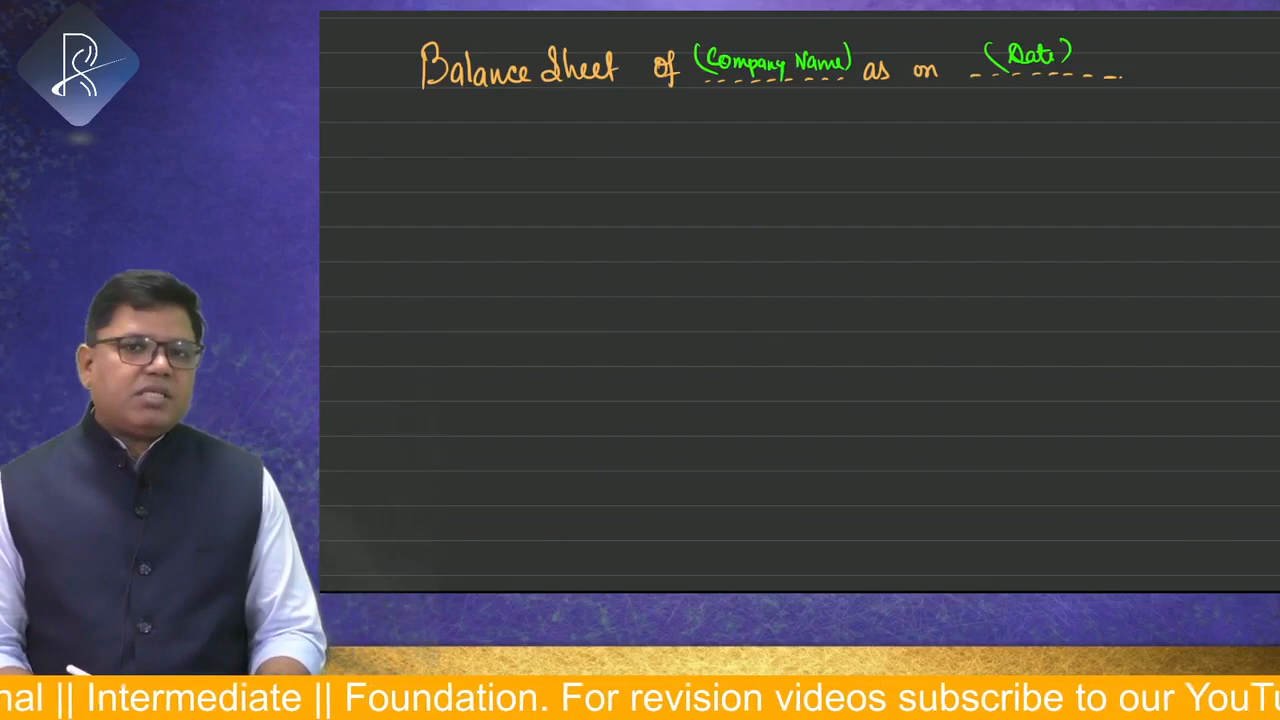 Balance Sheet of (Company Name) as on (Date)
nal || Intermediate || Foundation. For revision videos subscribe to our YouTu